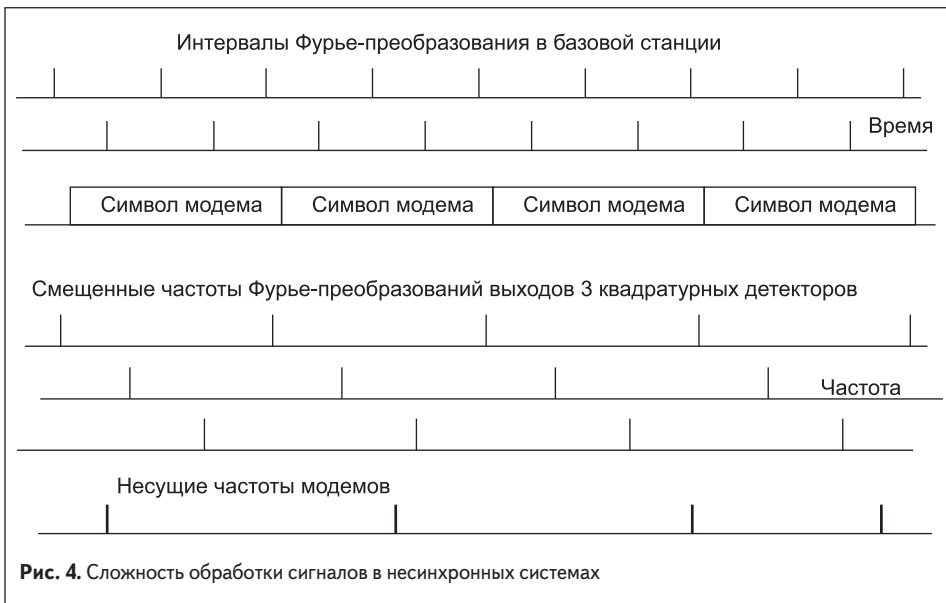 Интервалы Фурье-преобразования в базовой станции
Время
Символ модема Символ модема Символ модема Символ модема
Смещенные частоты Фурье-преобразований выходов 3 квадратурных детекторов
Частота
Несущие частоты модемов
Рис. 4. Сложность обработки сигналов в несинхронных системах